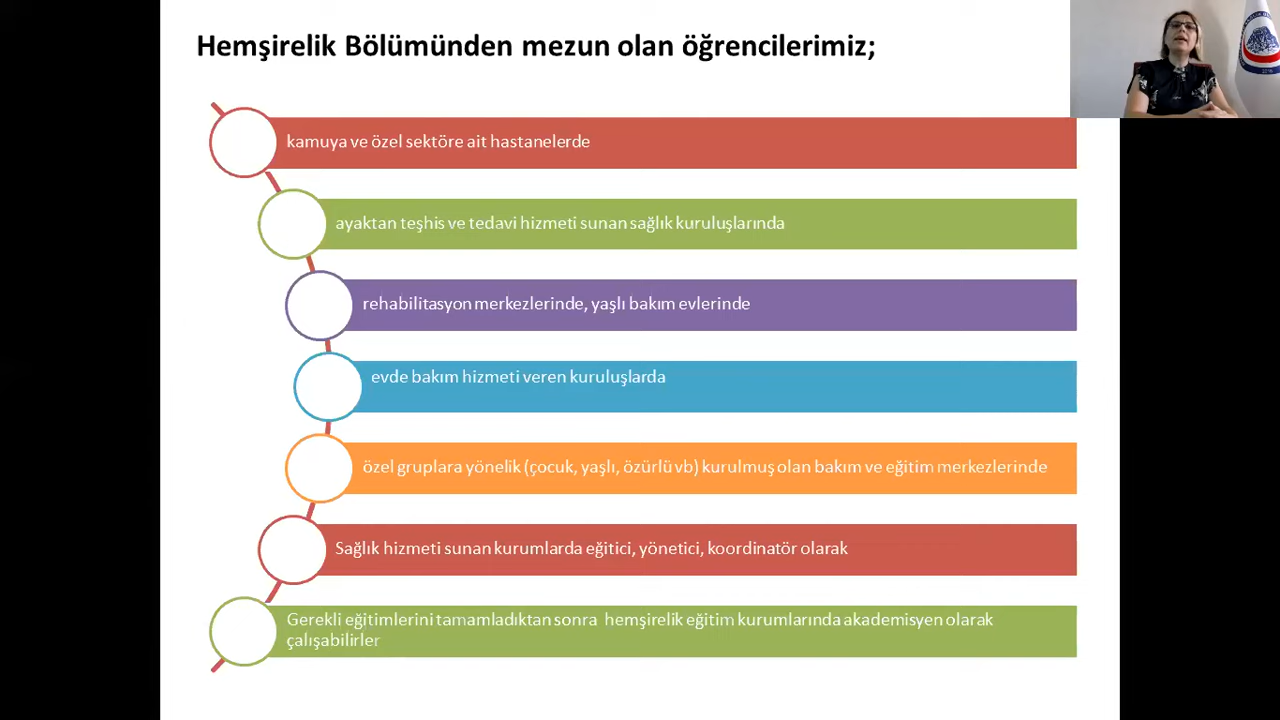 Hemşirelik Bölümünden mezun olan öğrencilerimiz;
kamuya ve özel sektöre ait hastanelerde
ayaktan teşhis ve tedavi hizmeti sunan sağlık kuruluşlarında
rehabilitasyon merkezlerinde, yaşlı bakım evlerinde
evde bakım hizmeti veren kuruluşlarda
özel gruplara yönelik (çocuk, yaşlı, özürlü vb) kurulmuş olan bakım ve eğitim merkezlerinde
Sağlık hizmeti sunan kurumlarda eğitici, yönetici, koordinatör olarak
Gerekli eğitimlerini tamamladıktan sonra hemşirelik eğitim kurumlarında akademisyen olarak
çalışabilirler